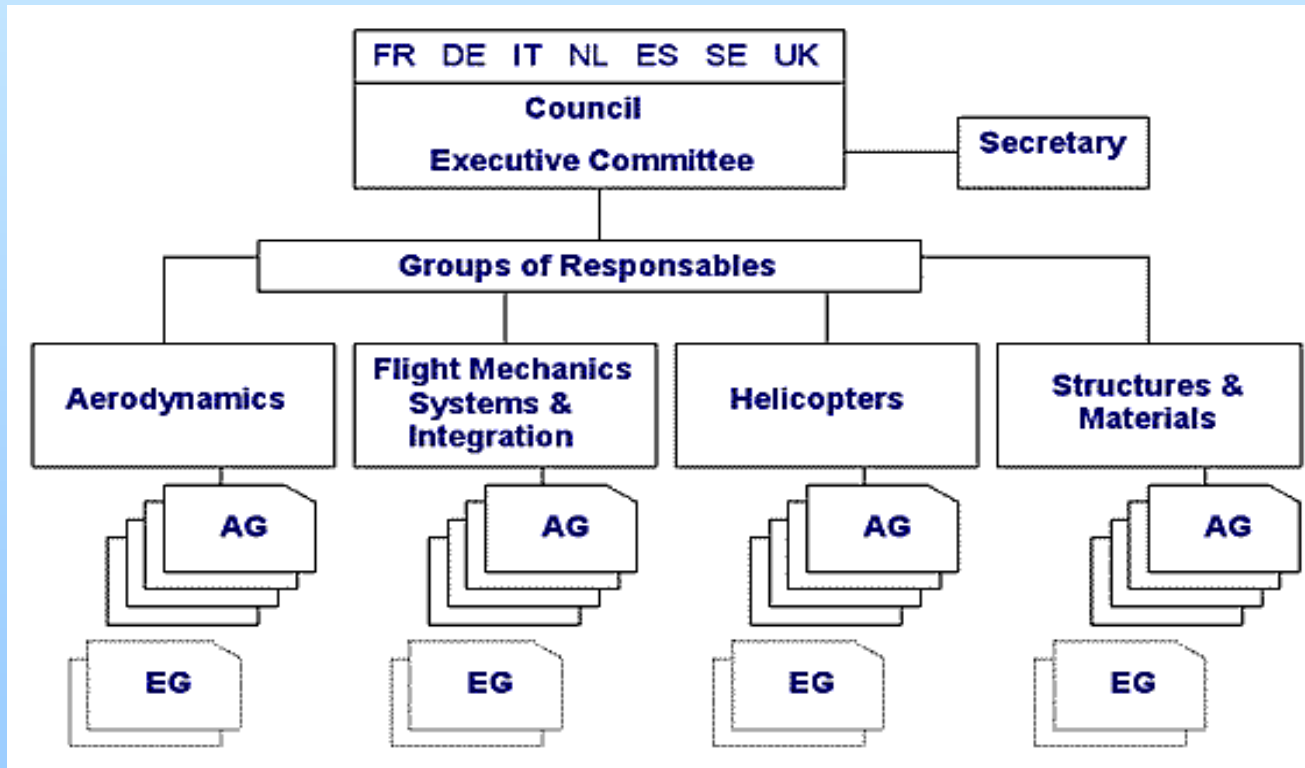 FR DE IT NL ES SE UK
Council
Executive Committee
Secretary
Groups of Responsables
Aerodynamics
Flight Mechanics
Systems &
Integration
Helicopters
Structures &
Materials
AG
AG
AG
AG
EG
EG
EG
EG